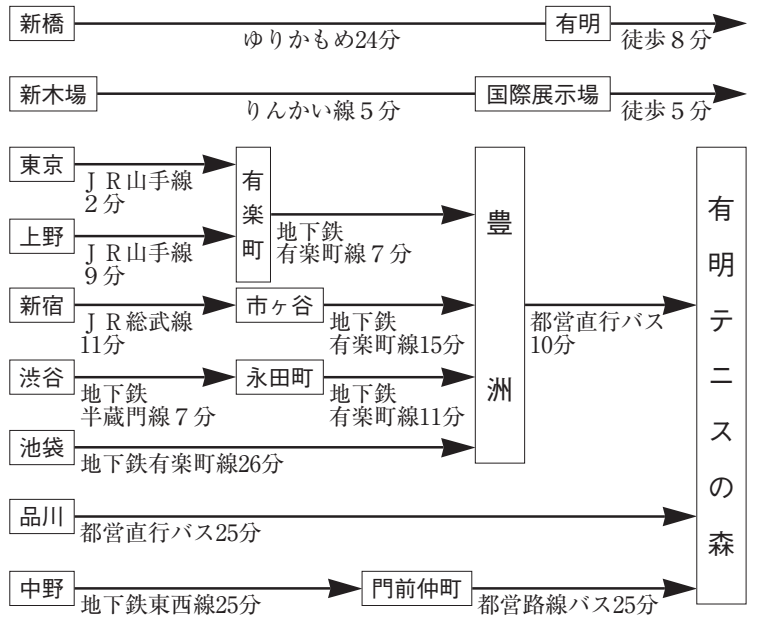 新橋
ゆりかもめ24分
有明
徒歩８分
新木場
りんかい線５分
国際展示場
徒歩５分
東京
ＪＲ山手線
２分
上野
ＪＲ山手線
９分
有楽町
地下鉄
有楽町線７分
新宿
ＪＲ総武線
11分
市ヶ谷
地下鉄
有楽町線15分
渋谷
地下鉄
半蔵門線７分
永田町
地下鉄
有楽町線11分
池袋
地下鉄有楽町線26分
豊洲
都営直行バス
10分
品川
都営直行バス25分
中野
地下鉄東西線25分
門前仲町
都営路線バス25分
有明テニスの森